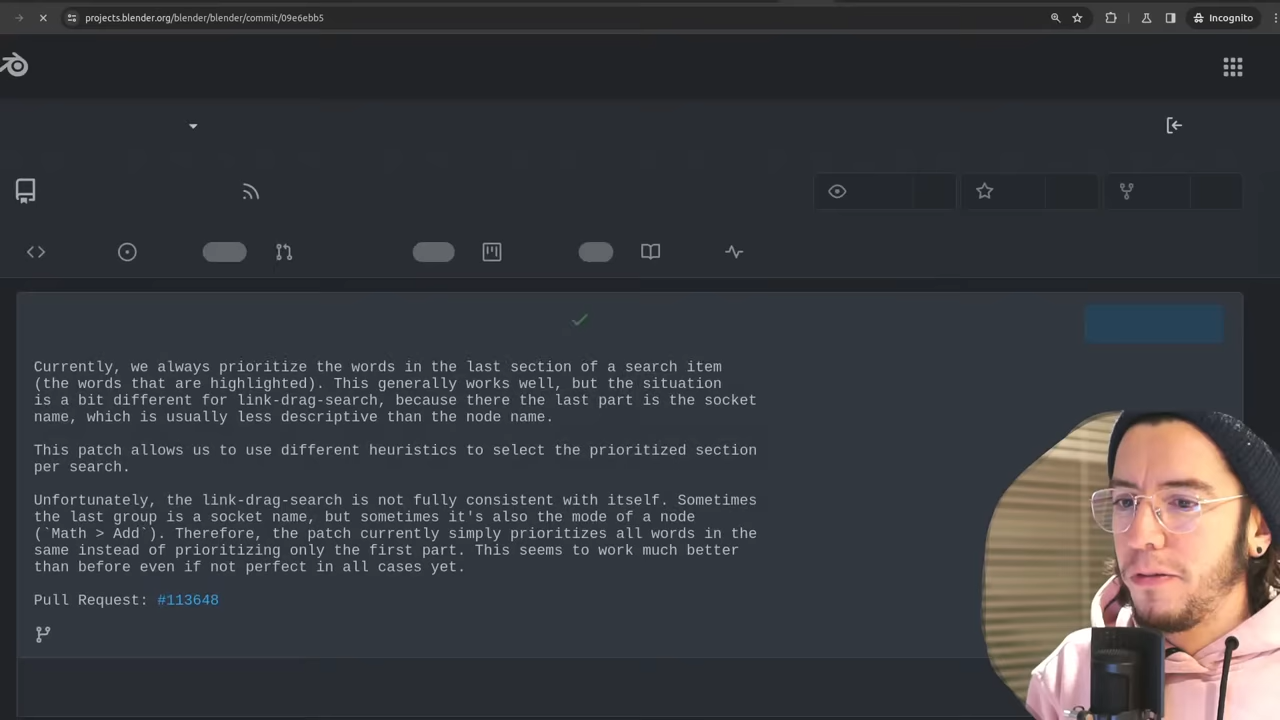 projects.blender.org/blender/blender/commit/09e6ebb5
Incognito
Currently, we always prioritize the words in the last section of a search item
(the words that are highlighted). This generally works well, but the situation
is a bit different for link-drag-search, because there the last part is the socket
name, which is usually less descriptive than the node name.
This patch allows us to use different heuristics to select the prioritized section
per search.
Unfortunately, the link-drag-search is not fully consistent with itself. Sometimes
the last group is a socket name, but sometimes it's also the mode of a node
(`Math > Add`). Therefore, the patch currently simply prioritizes all words in the
same instead of prioritizing only the first part. This seems to work much better
than before even if not perfect in all cases yet.
Pull Request: #113648